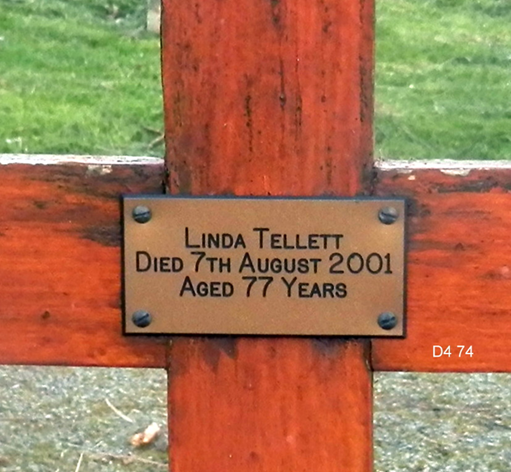 Linda Tellett
Died 7th August 2001
Aged 77 Years
D4 74